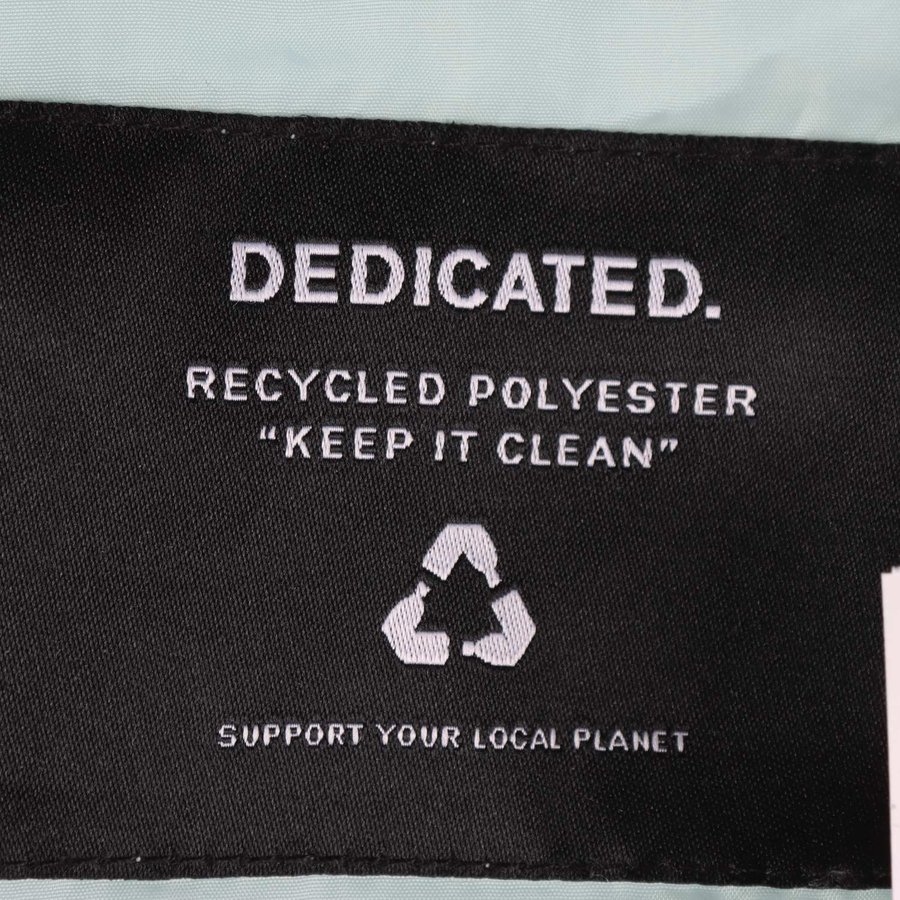 DEDICATED.
RECYCLED POLYESTER
“KEEP IT CLEAN”
SUPPORT YOUR LOCAL PLANET